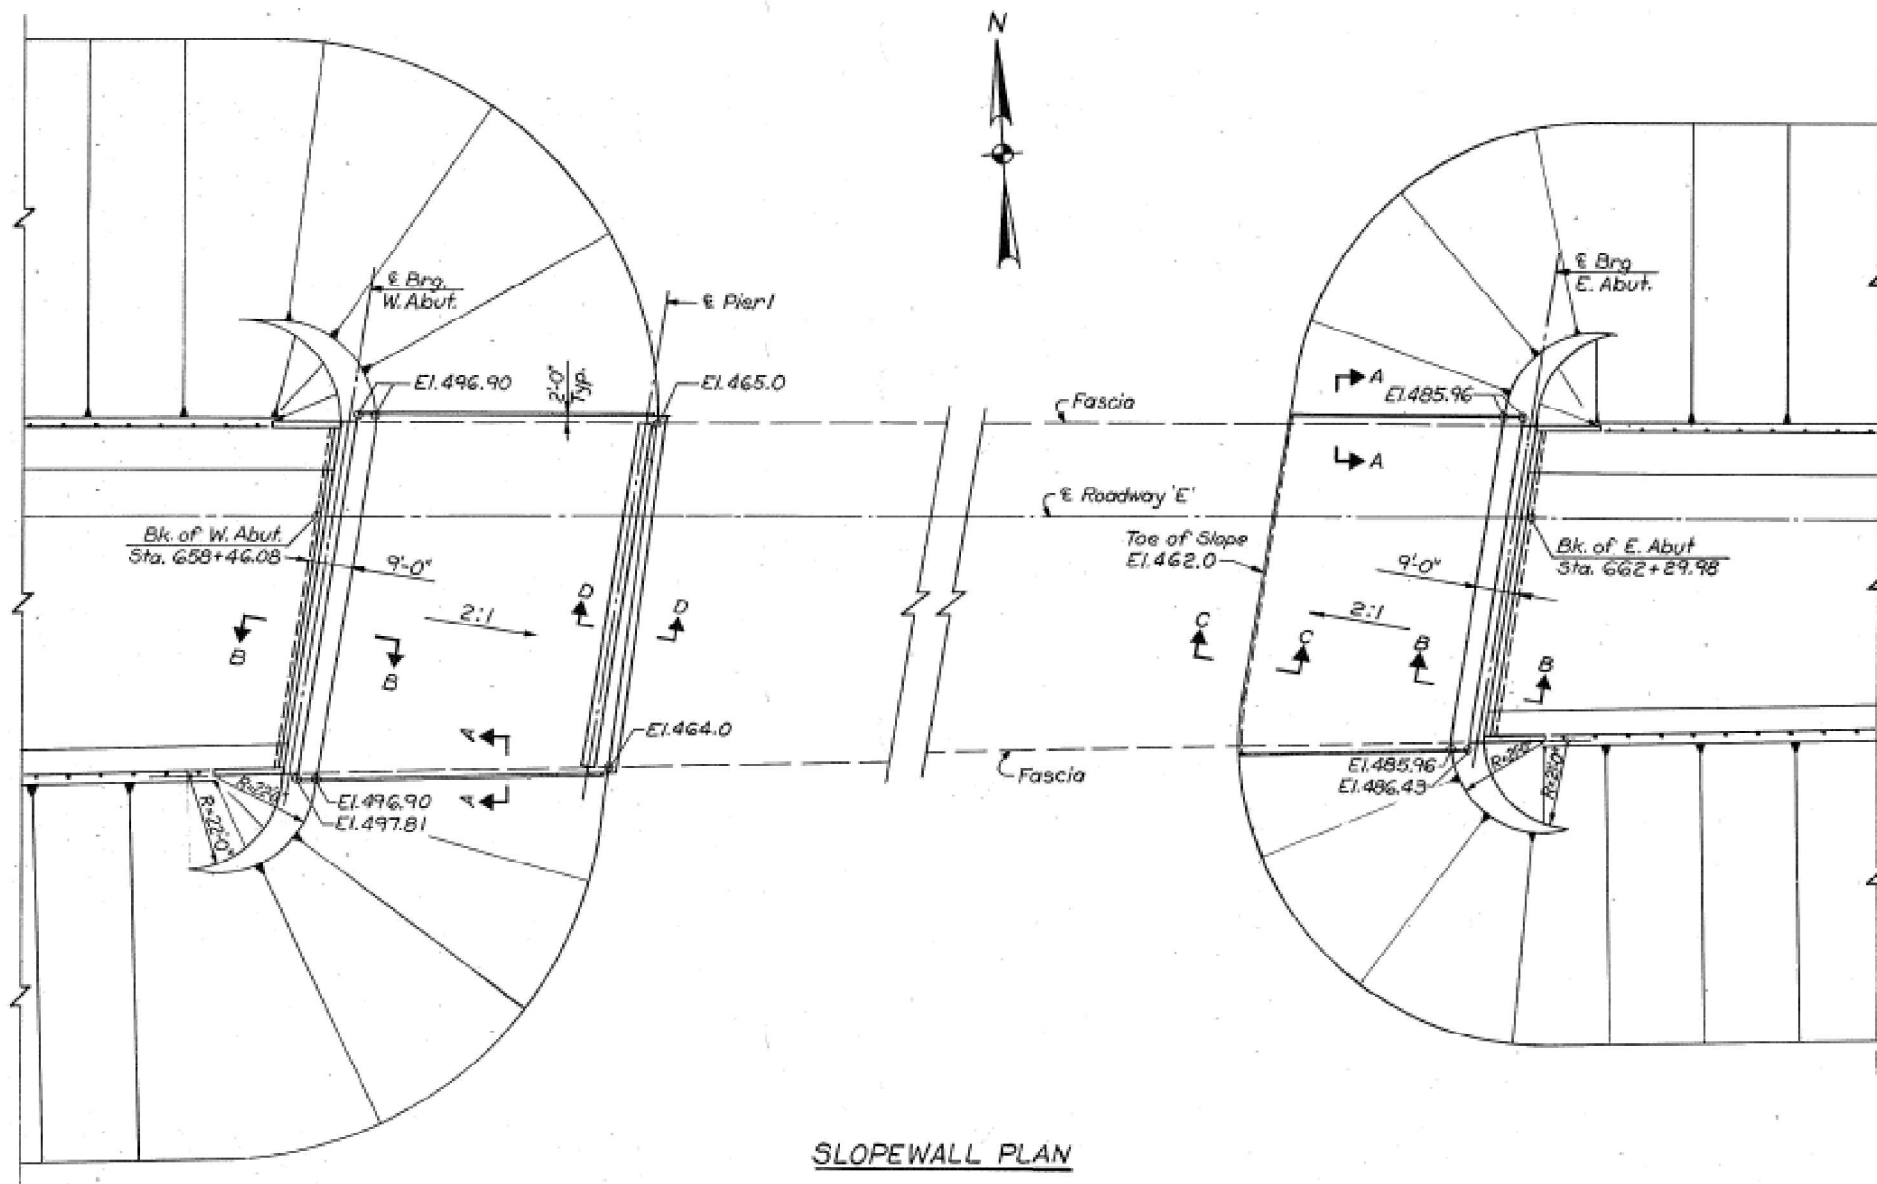 N
℄ Brg.
W. Abut.
℄ Pier 1
℄ Brg
E. Abut.
El. 496.90
2'-0"
Typ.
El. 465.0
Fascia
A
El. 485.96
A
℄ Roadway 'E'
Bk. of W. Abut.
Sta. 658+46.08
9'-0"
Toe of Slope
El. 462.0
9'-0"
Bk. of E. Abut
Sta. 662+29.98
B
B
2:1
D
D
C
C
2:1
B
B
A
El. 464.0
Fascia
A
El. 496.90
El. 497.81
R=22'-0"
El. 485.96
El. 486.43
SLOPEWALL PLAN